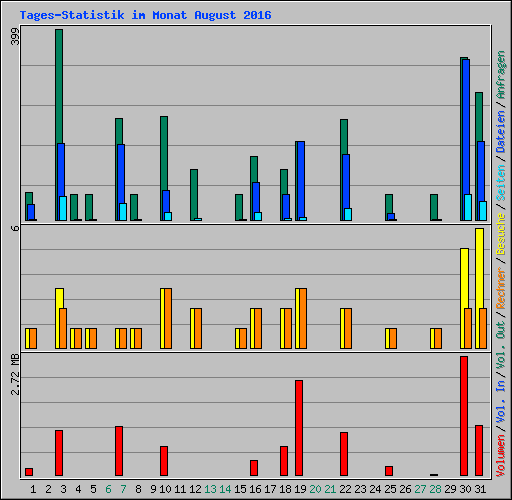 Tages-Statistik im Monat August 2016
399
6
2.72 MB
Volumen / Vol. In / Vol. Out / Rechner / Besuche / Seiten / Dateien / Anfragen
1 2 3 4 5 6 7 8 9 10 11 12 13 14 15 16 17 18 19 20 21 22 23 24 25 26 27 28 29 30 31